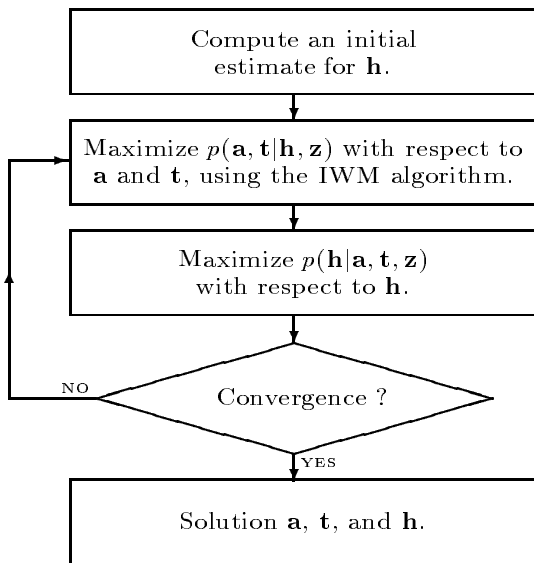 Compute an initial
estimate for h.
Maximize p(a, t|h, z) with respect to
a and t, using the IWM algorithm.
Maximize p(h|a, t, z)
with respect to h.
NO
Convergence ?
YES
Solution a, t, and h.